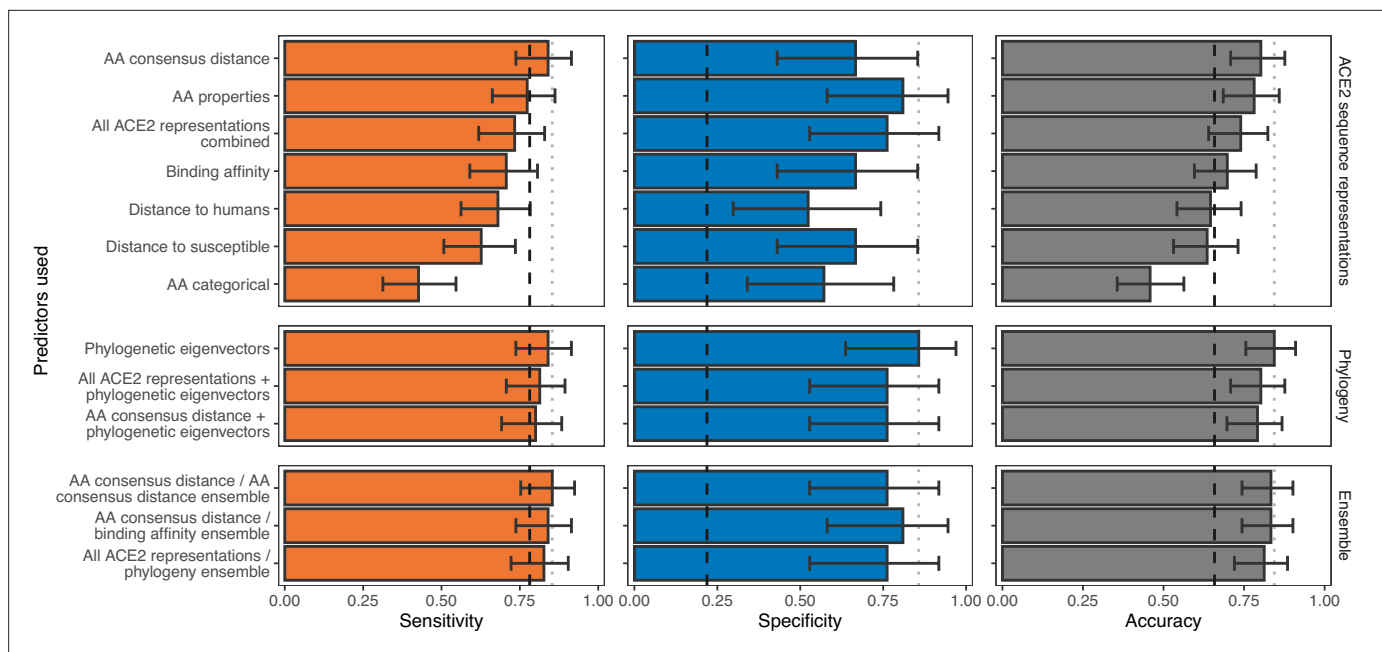 Predictors used
AA consensus distance
AA properties
All ACE2 representations
combined
Binding affinity
Distance to humans
Distance to susceptible
AA categorical
ACE2 sequence representations
Phylogenetic eigenvectors
All ACE2 representations +
phylogenetic eigenvectors
AA consensus distance +
phylogenetic eigenvectors
Phylogeny
AA consensus distance / AA
consensus distance ensemble
AA consensus distance /
binding affinity ensemble
All ACE2 representations /
phylogeny ensemble
Ensemble
0.00 0.25 0.50 0.75 1.00
0.00 0.25 0.50 0.75 1.00
0.00 0.25 0.50 0.75 1.00
Sensitivity
Specificity
Accuracy